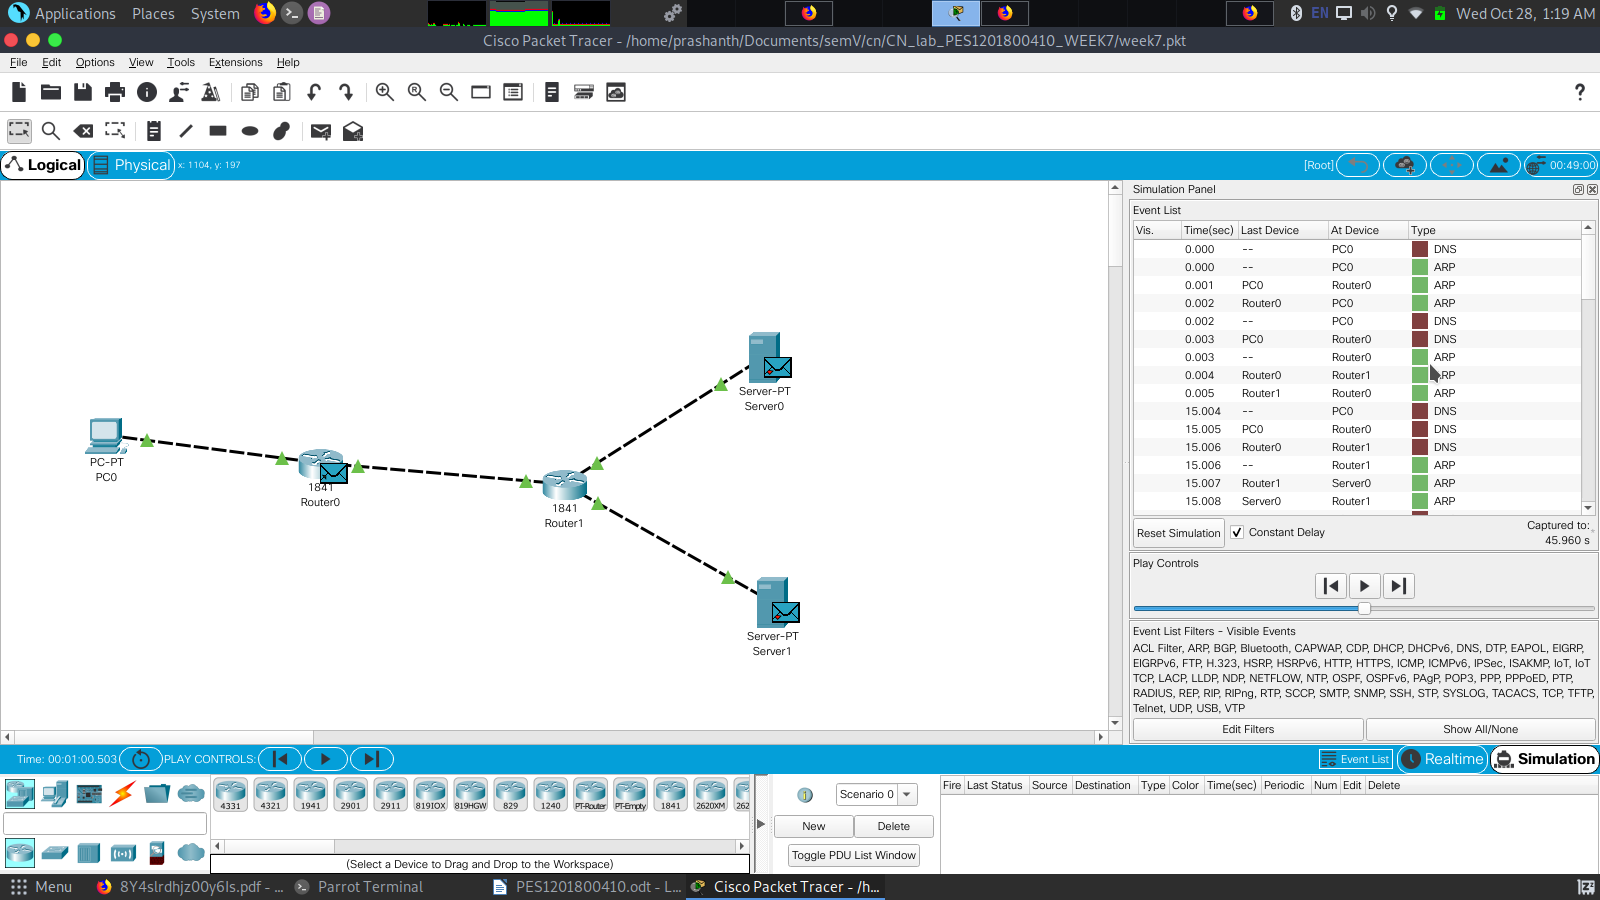 Applications Places System EN Wed Oct 28, 1:19 AM
Cisco Packet Tracer - /home/prashanth/Documents/semV/cn/CN_lab_PES1201800410_WEEK7/week7.pkt
File Edit Options View Tools Extensions Help
?
Logical Physical x: 1104, y: 197 [Root] 00:49:00
Simulation Panel
Event List
Vis. Time(sec) Last Device At Device Type
0.000 -- PC0 DNS
0.000 -- PC0 ARP
0.001 PC0 Router0 ARP
0.002 Router0 PC0 ARP
0.002 -- PC0 DNS
0.003 PC0 Router0 DNS
0.003 -- Router0 ARP
0.004 Router0 Router1 ARP
0.005 Router1 Router0 ARP
15.004 -- PC0 DNS
15.005 PC0 Router0 DNS
15.006 Router0 Router1 DNS
15.006 -- Router1 ARP
15.007 Router1 Server0 ARP
15.008 Server0 Router1 ARP
Reset Simulation Constant Delay Captured to:
45.960 s
Play Controls
Event List Filters - Visible Events
ACL Filter, ARP, BGP, Bluetooth, CAPWAP, CDP, DHCP, DHCPv6, DNS, DTP, EAPOL, EIGRP,
EIGRPv6, FTP, H.323, HSRP, HSRPv6, HTTP, HTTPS, ICMP, ICMPv6, IPSec, ISAKMP, IoT, IoT
TCP, LACP, LLDP, NDP, NETFLOW, NTP, OSPF, OSPFv6, PAgP, POP3, PPP, PPPoED, PTP,
RADIUS, REP, RIP, RIPng, RTP, SCCP, SMTP, SNMP, SSH, STP, SYSLOG, TACACS, TCP, TFTP,
Telnet, UDP, USB, VTP
Edit Filters Show All/None
Server-PT
Server0
PC-PT
PC0
1841
Router0
1841
Router1
Server-PT
Server1
Time: 00:01:00.503 PLAY CONTROLS: Event List Realtime Simulation
4331 4321 1941 2901 2911 819IOX 819HGW 829 1240 PT-Router PT-Empty 1841 2620XM 262
(Select a Device to Drag and Drop to the Workspace)
Scenario 0
New Delete
Toggle PDU List Window
Fire Last Status Source Destination Type Color Time(sec) Periodic Num Edit Delete
Menu 8Y4slrdhjz00y6ls.pdf - ... Parrot Terminal PES1201800410.odt - L... Cisco Packet Tracer - /h...